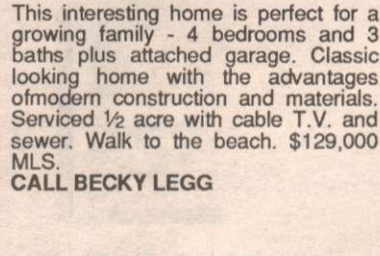 This interesting home is perfect for a
growing family - 4 bedrooms and 3
baths plus attached garage. Classic
looking home with the advantages
ofmodern construction and materials.
Serviced ½ acre with cable T.V. and
sewer. Walk to the beach. $129,000
MLS.
CALL BECKY LEGG